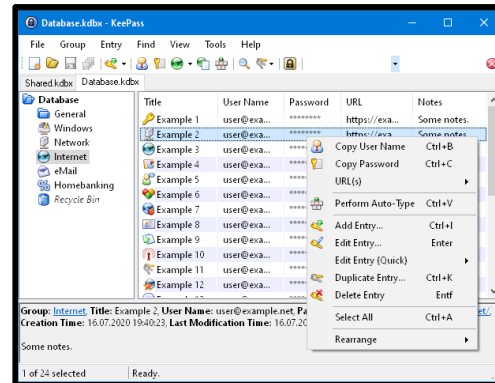 Database.kdbx - KeePass
File Group Entry Find View Tools Help
Shared.kdbx Database.kdbx
Database
General
Windows
Network
Internet
eMail
Homebanking
Recycle Bin
Title User Name Password URL Notes
Example 1 user@exa... ******** https://exa... Some notes.
Example 2 user@exa... ******** https://exa... Some notes.
Example 3 user@exa...
Example 4 user@exa...
Example 5 user@exa...
Example 6 user@exa...
Example 7 user@exa...
Example 8 user@exa...
Example 9 user@exa...
Example 10 user@exa...
Example 11 user@exa...
Example 12 user@exa...
Copy User Name Ctrl+B
Copy Password Ctrl+C
URL(s)
Perform Auto-Type Ctrl+V
Add Entry... Ctrl+I
Edit Entry... Enter
Edit Entry (Quick)
Duplicate Entry... Ctrl+K
Delete Entry Entf
Select All Ctrl+A
Rearrange
Group: Internet, Title: Example 2, User Name: user@example.net,
Creation Time: 16.07.2020 19:40:23, Last Modification Time: 16.07.20
Some notes.
1 of 24 selected Ready.